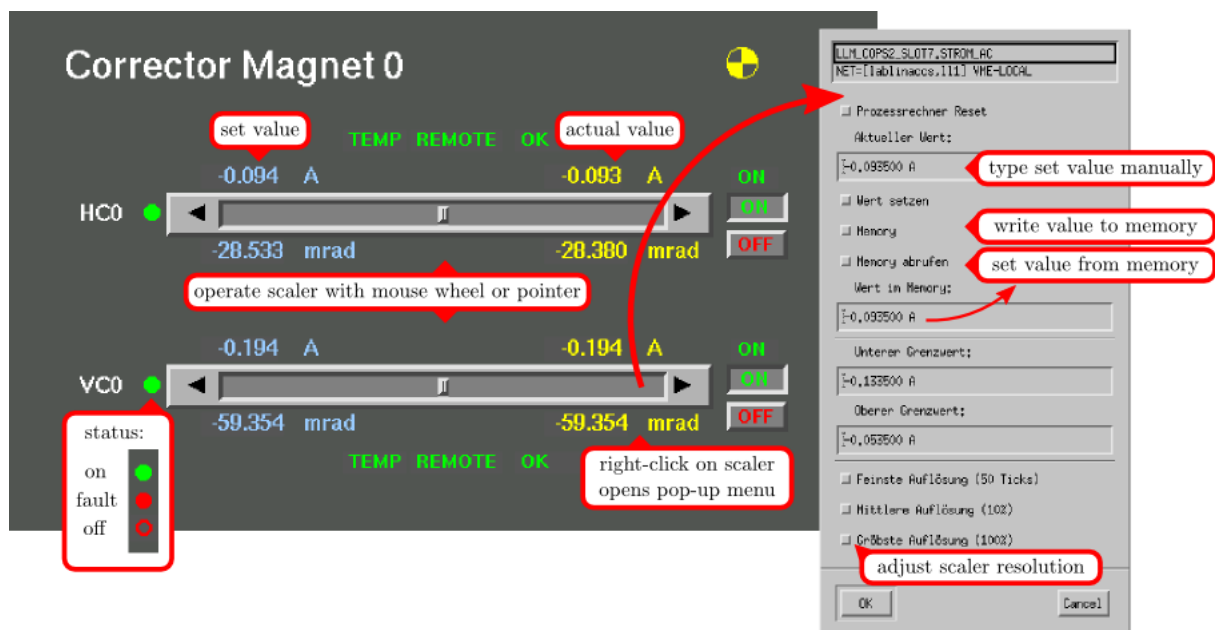 Corrector Magnet 0
set value
TEMP REMOTE OK
actual value
-0.094 A
-0.093 A
ON
HC0
ON
-28.533 mrad
-28.380 mrad
OFF
operate scaler with mouse wheel or pointer
-0.194 A
-0.194 A
ON
VC0
ON
-59.354 mrad
-59.354 mrad
OFF
TEMP REMOTE OK
status:
on
fault
off
right-click on scaler
opens pop-up menu
LLM_COPS2_SLOT7.STROM_AC
NET=[lablinaccs.ll1] VME-LOCAL
Prozessrechner Reset
Aktueller Wert:
-0.093500 A
type set value manually
Wert setzen
Memory
write value to memory
Memory abrufen
set value from memory
Wert im Memory:
-0.093500 A
Unterer Grenzwert:
-0.133500 A
Oberer Grenzwert:
-0.053500 A
Feinste Auflösung (50 Ticks)
Mittlere Auflösung (10%)
Gröbste Auflösung (100%)
adjust scaler resolution
OK
Cancel